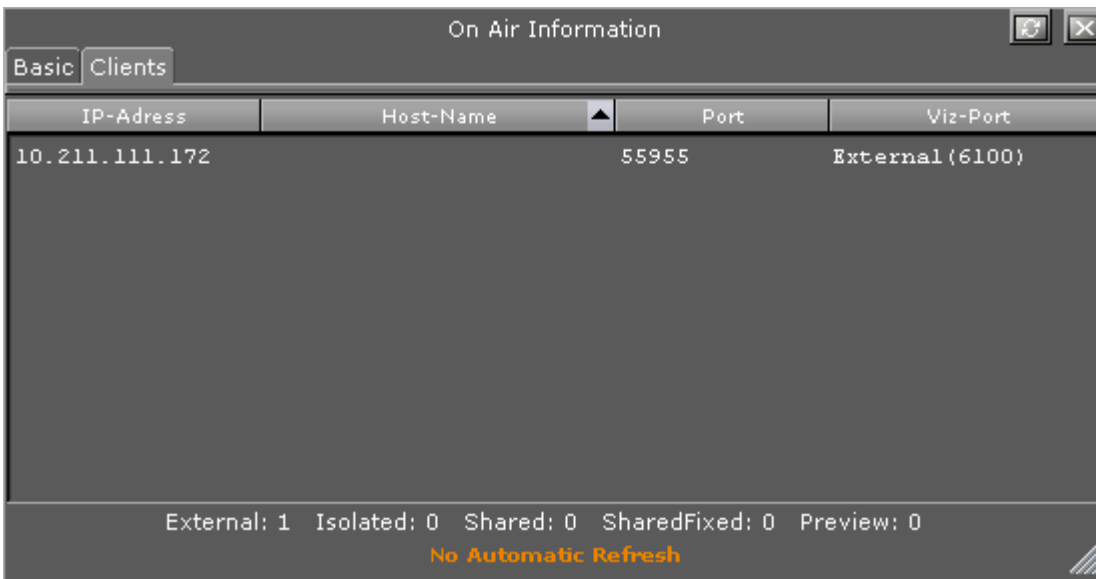 On Air Information
Basic Clients
IP-Adress Host-Name Port Viz-Port
10.211.111.172 55955 External(6100)
External: 1 Isolated: 0 Shared: 0 SharedFixed: 0 Preview: 0
No Automatic Refresh